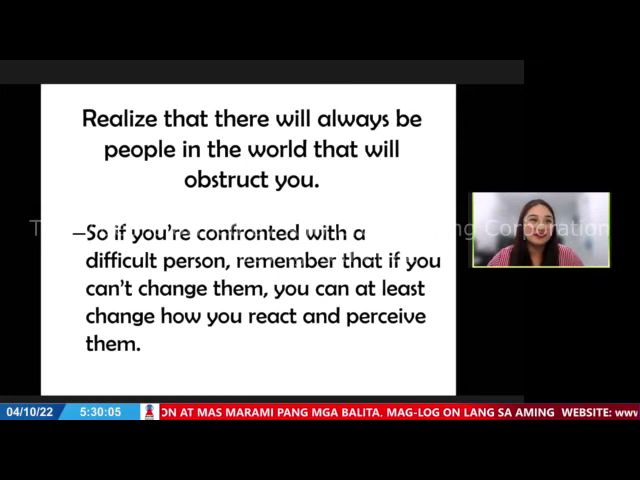 Realize that there will always be
people in the world that will
obstruct you.
–So if you're confronted with a
difficult person, remember that if you
can't change them, you can at least
change how you react and perceive
them.
Corporation
04/10/22 5:30:05 ON AT MAS MARAMI PANG MGA BALITA, MAG-LOG ON LANG SA AMING WEBSITE: www